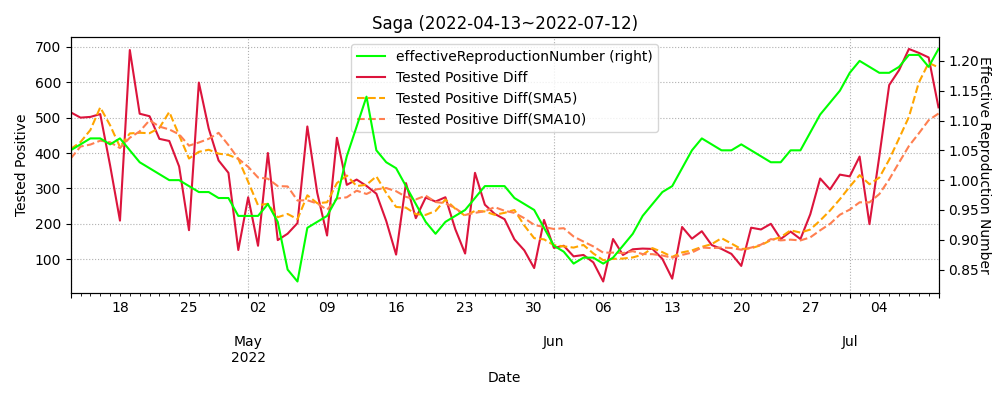 Saga (2022-04-13~2022-07-12)
effectiveReproductionNumber (right)
Tested Positive Diff
Tested Positive Diff(SMA5)
Tested Positive Diff(SMA10)
Tested Positive
700
600
500
400
300
200
100
1.20
1.15
1.10
1.05
1.00
0.95
0.90
0.85
Effective Reproduction Number
18 25 02 09 16 23 30 06 13 20 27 04
May Jun Jul
2022
Date